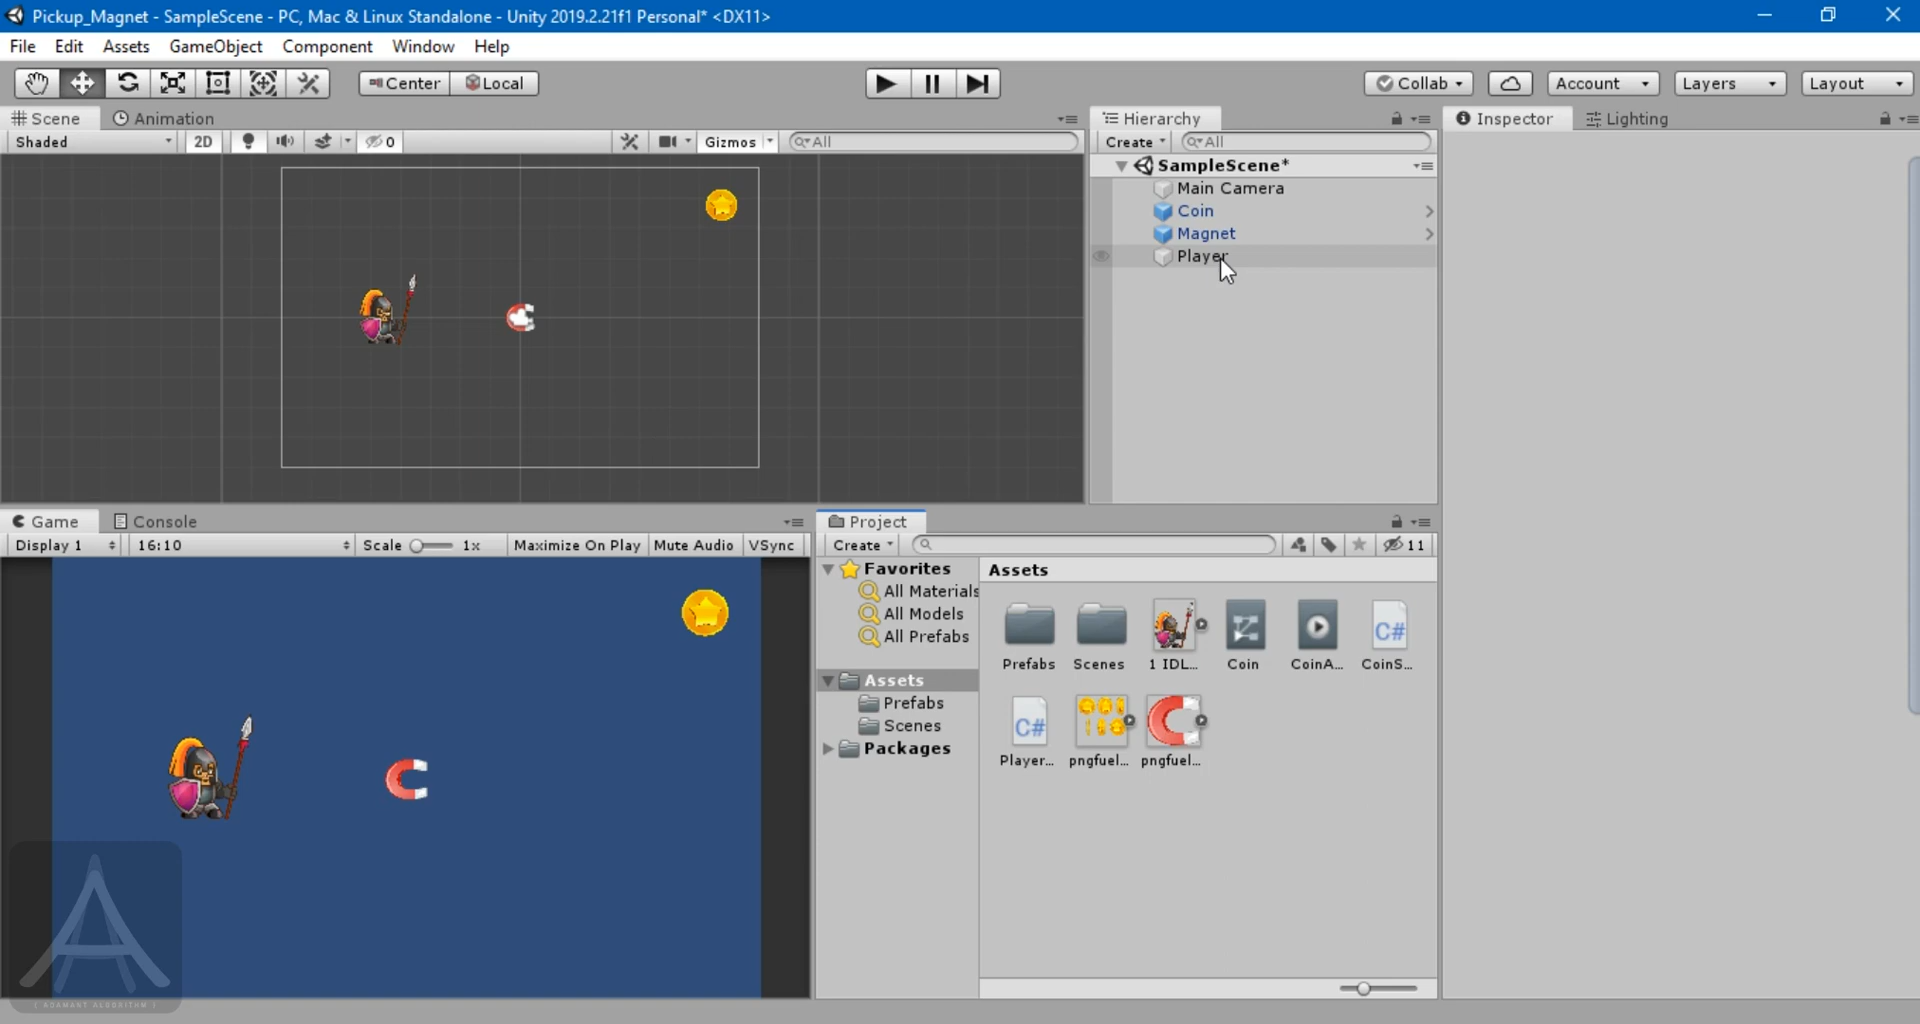 Pickup_Magnet - SampleScene - PC, Mac & Linux Standalone - Unity 2019.2.21f1 Personal* <DX11>
File Edit Assets GameObject Component Window Help
Center Local Collab Account Layers Layout
Scene Animation
Shaded 2D 0 Gizmos All
Hierarchy
Create All
SampleScene*
Main Camera
Coin
Magnet
Player
Inspector Lighting
Game Console
Display 1 16:10 Scale 1x Maximize On Play Mute Audio VSync
Project
Create 11
Favorites
All Materials
All Models
All Prefabs
Assets
Prefabs
Scenes
Packages
Assets
Prefabs Scenes 1 IDL... Coin CoinA... CoinS...
Player... pngfuel... pngfuel...
C#
C#
[ ADAMANT ALGORITHM ]